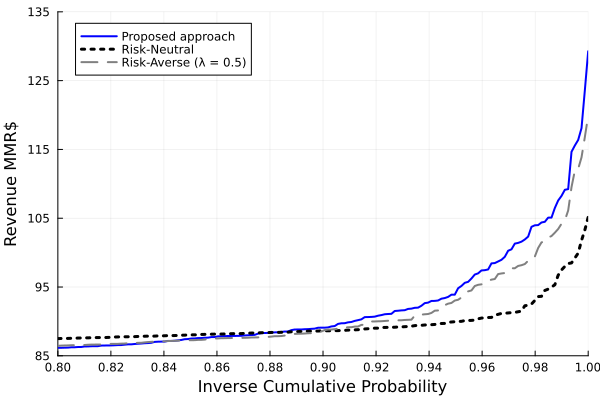 135
125
115
105
95
85
Revenue MMR$
Proposed approach
Risk-Neutral
Risk-Averse (λ = 0.5)
0.80 0.82 0.84 0.86 0.88 0.90 0.92 0.94 0.96 0.98 1.00
Inverse Cumulative Probability